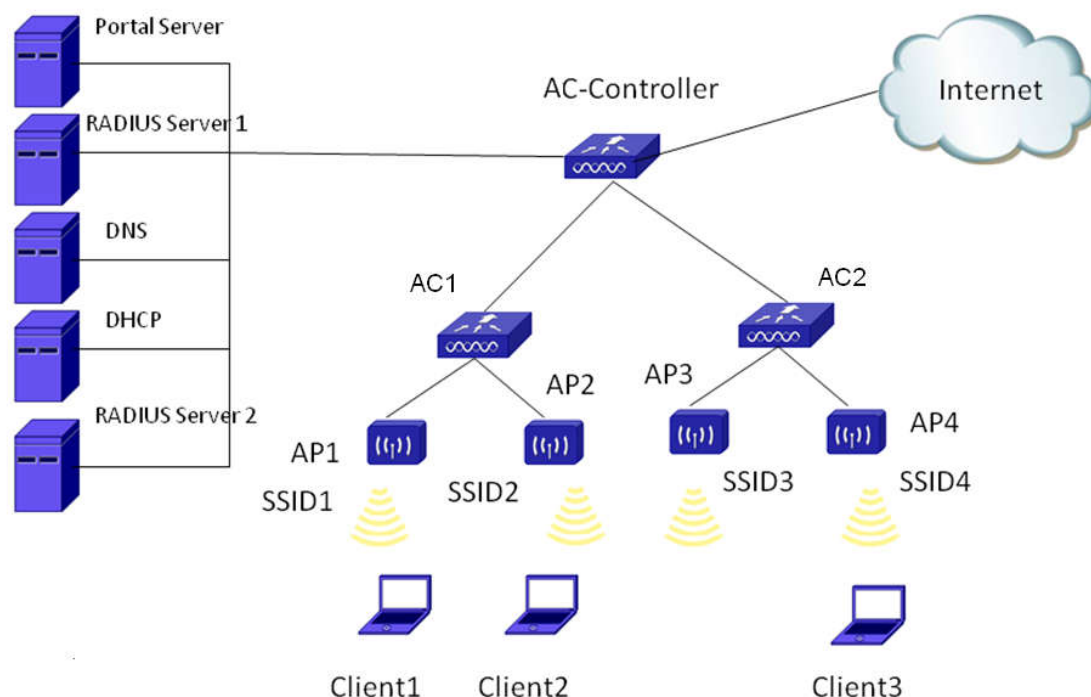 Portal Server
RADIUS Server 1
DNS
DHCP
RADIUS Server 2
AC-Controller
Internet
AC1
AC2
AP1
AP2
AP3
AP4
SSID1
SSID2
SSID3
SSID4
Client1
Client2
Client3